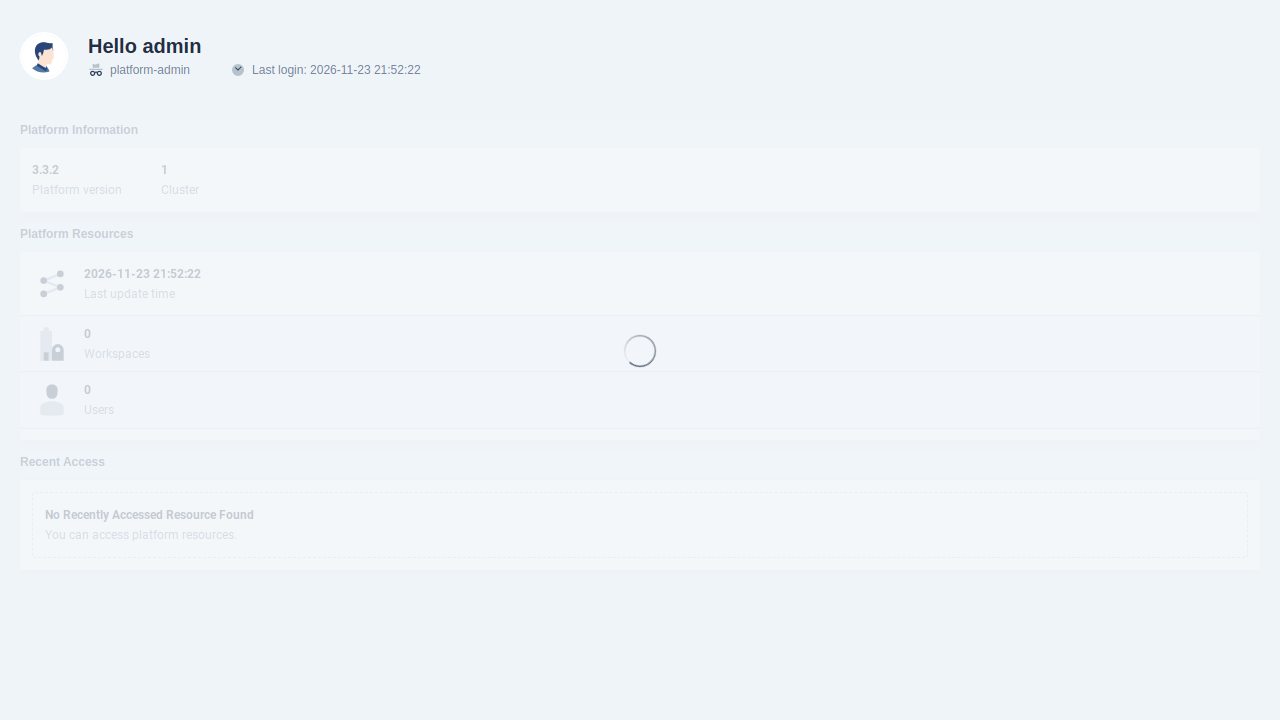 Hello admin
platform-admin
Last login: 2026-11-23 21:52:22
Platform Information
3.3.2
Platform version
1
Cluster
Platform Resources
2026-11-23 21:52:22
Last update time
0
Workspaces
0
Users
Recent Access
No Recently Accessed Resource Found
You can access platform resources.